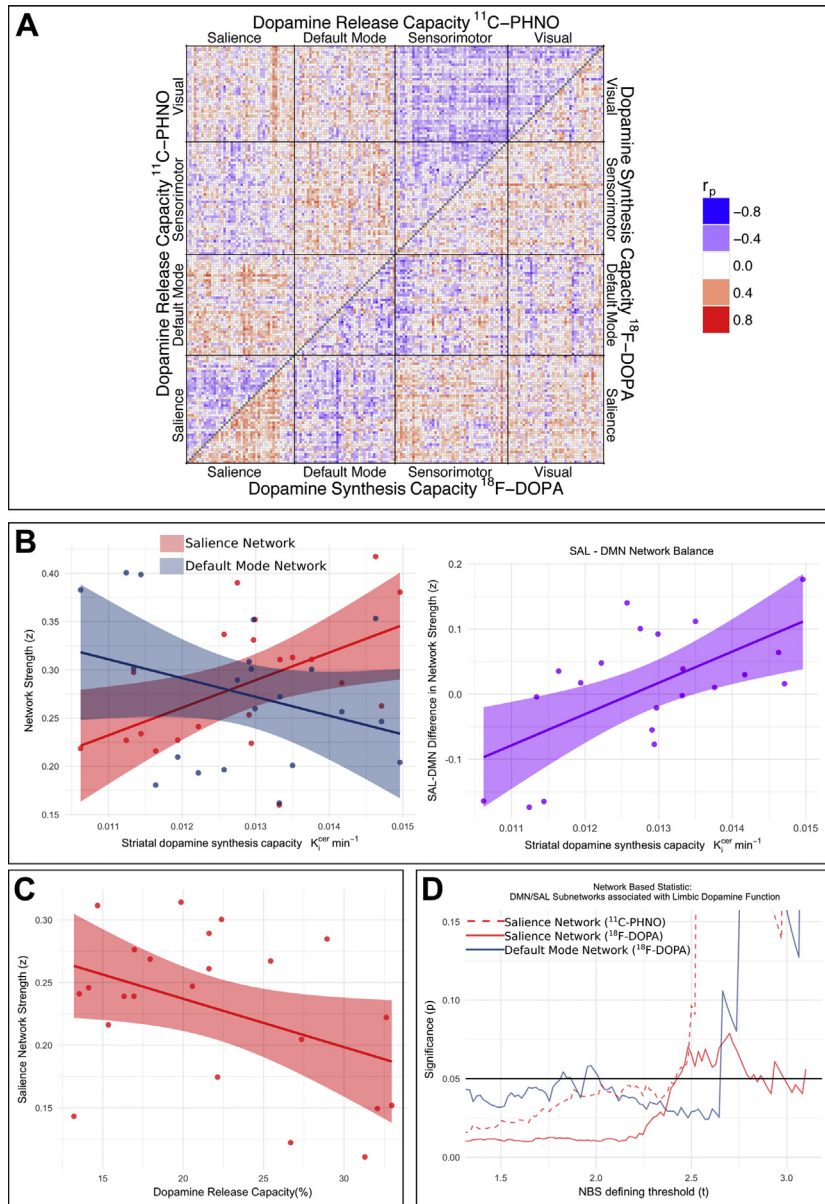 A
Dopamine Release Capacity ¹¹C−PHNO
Salience Default Mode Sensorimotor Visual
Dopamine Release Capacity ¹¹C−PHNO
Visual
Sensorimotor
Default Mode
Salience
Visual
Sensorimotor
Default Mode
Salience
Dopamine Synthesis Capacity ¹⁸F−DOPA
Salience Default Mode Sensorimotor Visual
Dopamine Synthesis Capacity ¹⁸F−DOPA
rₚ
−0.8
−0.4
0.0
0.4
0.8
B
Salience Network
Default Mode Network
Network Strength (z)
0.40
0.35
0.30
0.25
0.20
0.15
0.011 0.012 0.013 0.014 0.015
Striatal dopamine synthesis capacity Kᵢᶜᵉʳ min⁻¹
SAL - DMN Network Balance
SAL-DMN Difference in Network Strength (z)
0.2
0.1
0.0
-0.1
0.011 0.012 0.013 0.014 0.015
Striatal dopamine synthesis capacity Kᵢᶜᵉʳ min⁻¹
C
Salience Network Strength (z)
0.30
0.25
0.20
0.15
15 20 25 30
Dopamine Release Capacity(%)
D
Network Based Statistic:
DMN/SAL Subnetworks associated with Limbic Dopamine Function
Salience Network (¹¹C-PHNO)
Salience Network (¹⁸F-DOPA)
Default Mode Network (¹⁸F-DOPA)
Significance (p)
0.15
0.10
0.05
0.00
1.5 2.0 2.5 3.0
NBS defining threshold (t)